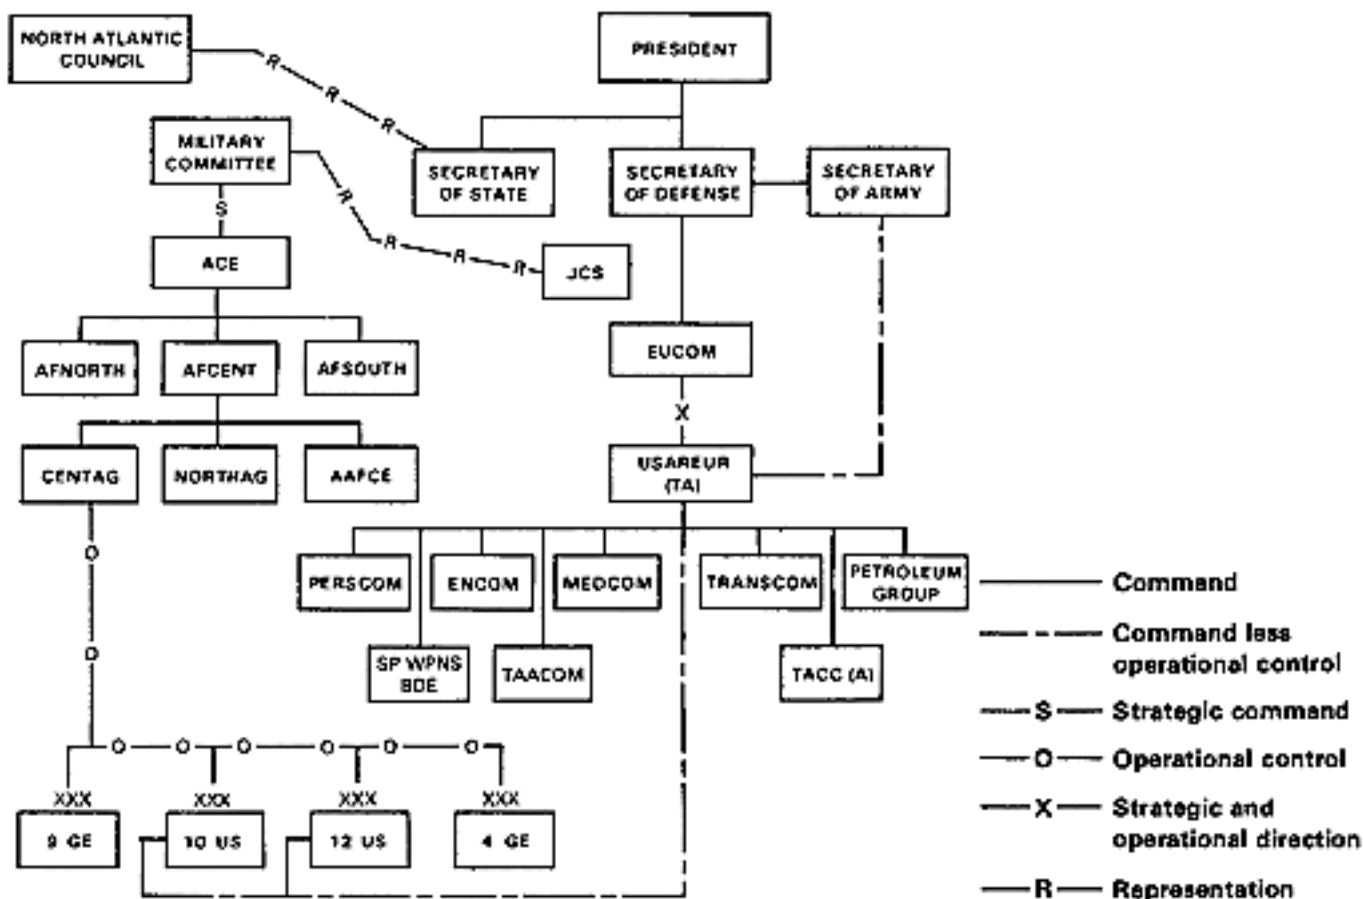 NORTH ATLANTIC
COUNCIL
PRESIDENT
R
R
R
MILITARY
COMMITTEE
SECRETARY
OF STATE
SECRETARY
OF DEFENSE
SECRETARY
OF ARMY
S
R
R
R
R
ACE
JCS
AFNORTH
AFCENT
AFSOUTH
EUCOM
X
CENTAG
NORTHAG
AAFCE
USAREUR
(TA)
O
O
PERSCOM
ENCOM
MEDCOM
TRANSCOM
PETROLEUM
GROUP
SP WPNS
BDE
TAACOM
TACC (A)
O O O O O O
XXX XXX XXX XXX
9 GE
10 US
12 US
4 GE
Command
Command less
operational control
S Strategic command
O Operational control
X Strategic and
operational direction
R Representation